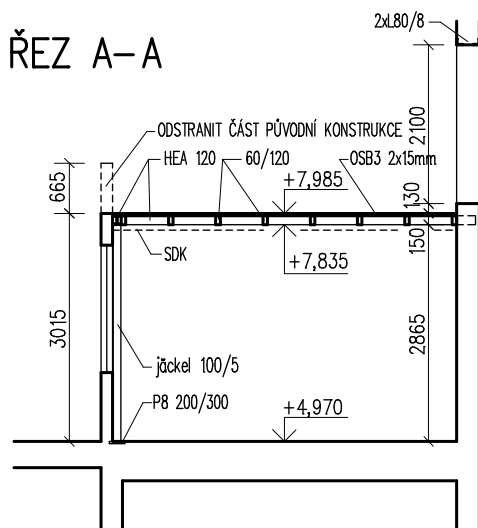 2xL80/8
ŘEZ A-A
2100
ODSTRANIT ČÁST PŮVODNÍ KONSTRUKCE
HEA 120
60/120
OSB3 2x15mm
665
+7,985
130
150
SDK
+7,835
3015
2865
jäckel 100/5
P8 200/300
+4,970